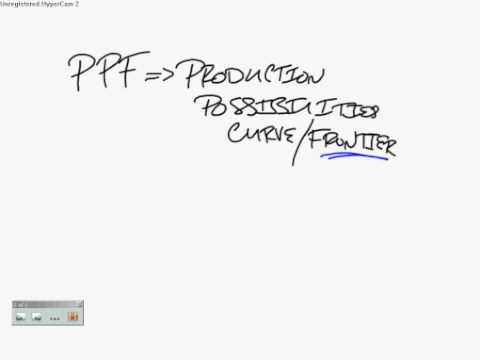 Unregistered HyperCam 2
PPF => PRODUCTION
POSSIBILITIES
CURVE/FRONTIER